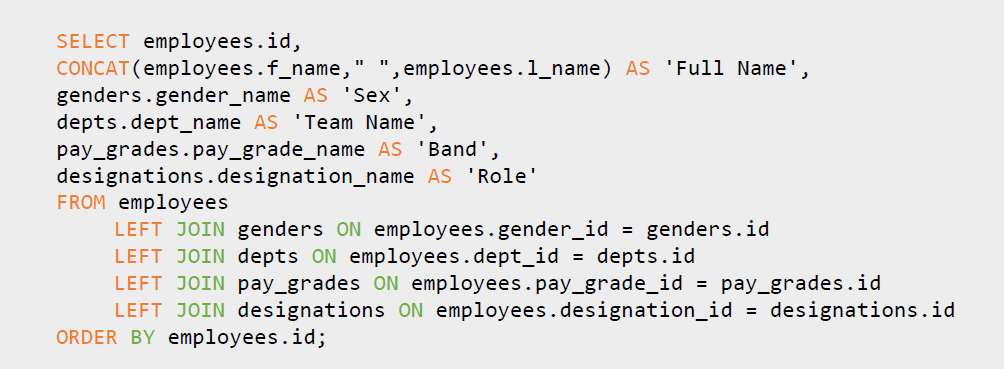 SELECT employees.id,
CONCAT(employees.f_name," ",employees.l_name) AS 'Full Name',
genders.gender_name AS 'Sex',
depts.dept_name AS 'Team Name',
pay_grades.pay_grade_name AS 'Band',
designations.designation_name AS 'Role'
FROM employees
LEFT JOIN genders ON employees.gender_id = genders.id
LEFT JOIN depts ON employees.dept_id = depts.id
LEFT JOIN pay_grades ON employees.pay_grade_id = pay_grades.id
LEFT JOIN designations ON employees.designation_id = designations.id
ORDER BY employees.id;